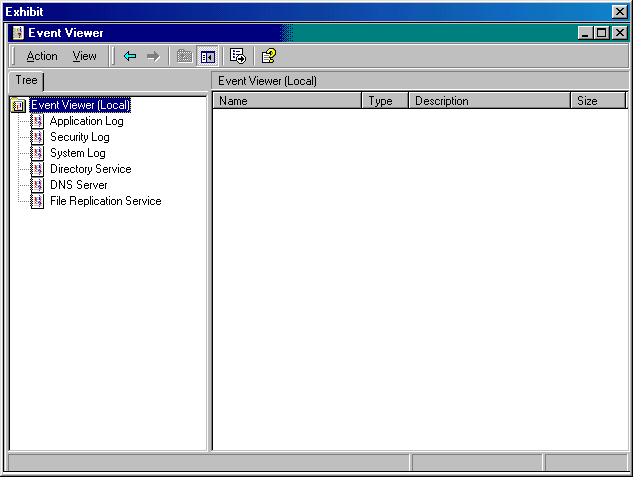 Exhibit
Event Viewer
Action View
Tree
Event Viewer (Local)
Event Viewer (Local)
Name Type Description Size
Application Log
Security Log
System Log
Directory Service
DNS Server
File Replication Service